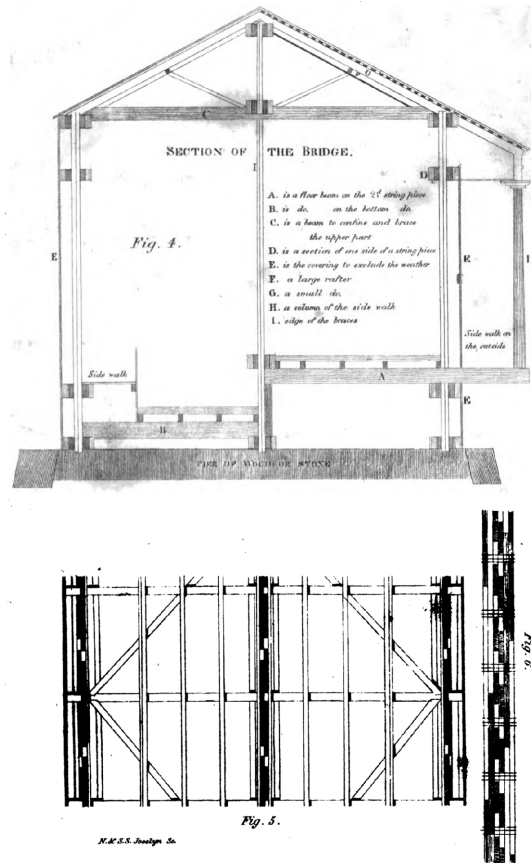 SECTION OF THE BRIDGE.
Fig. 4.
A. is a floor beam on the 2d string piece
B. is do. on the bottom do.
C. is a beam to confine and brace
the upper part
D. is a section of one side of a string piece
E. is the covering to exclude the weather
F. a large rafter
G. a small do.
H. a column of the side walk
I. edge of the braces
G
C
I
D
E
E
I
Side walk on
the outside
Side walk
A
E
B
PIER OF WOOD OR STONE
Fig. 6.
Fig. 5.
N. & S.S. Jocelyn Sc.